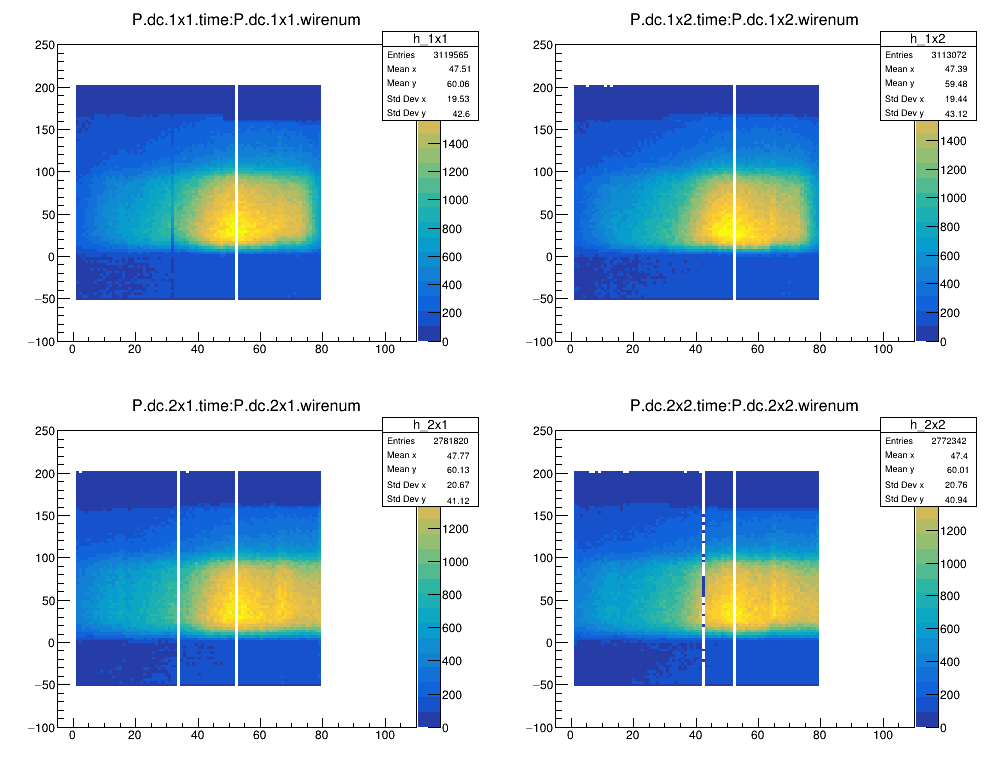 P.dc.1x1.time:P.dc.1x1.wirenum
h_1x1
Entries 3119565
Mean x 47.51
Mean y 60.06
Std Dev x 19.53
Std Dev y 42.6
250
200
150
100
50
0
−50
−100
0 20 40 60 80 100
1400
1200
1000
800
600
400
200
0
P.dc.1x2.time:P.dc.1x2.wirenum
h_1x2
Entries 3113072
Mean x 47.39
Mean y 59.48
Std Dev x 19.44
Std Dev y 43.12
250
200
150
100
50
0
−50
−100
0 20 40 60 80 100
1400
1200
1000
800
600
400
200
0
P.dc.2x1.time:P.dc.2x1.wirenum
h_2x1
Entries 2781820
Mean x 47.77
Mean y 60.13
Std Dev x 20.67
Std Dev y 41.12
250
200
150
100
50
0
−50
−100
0 20 40 60 80 100
1200
1000
800
600
400
200
0
P.dc.2x2.time:P.dc.2x2.wirenum
h_2x2
Entries 2772342
Mean x 47.4
Mean y 60.01
Std Dev x 20.76
Std Dev y 40.94
250
200
150
100
50
0
−50
−100
0 20 40 60 80 100
1200
1000
800
600
400
200
0